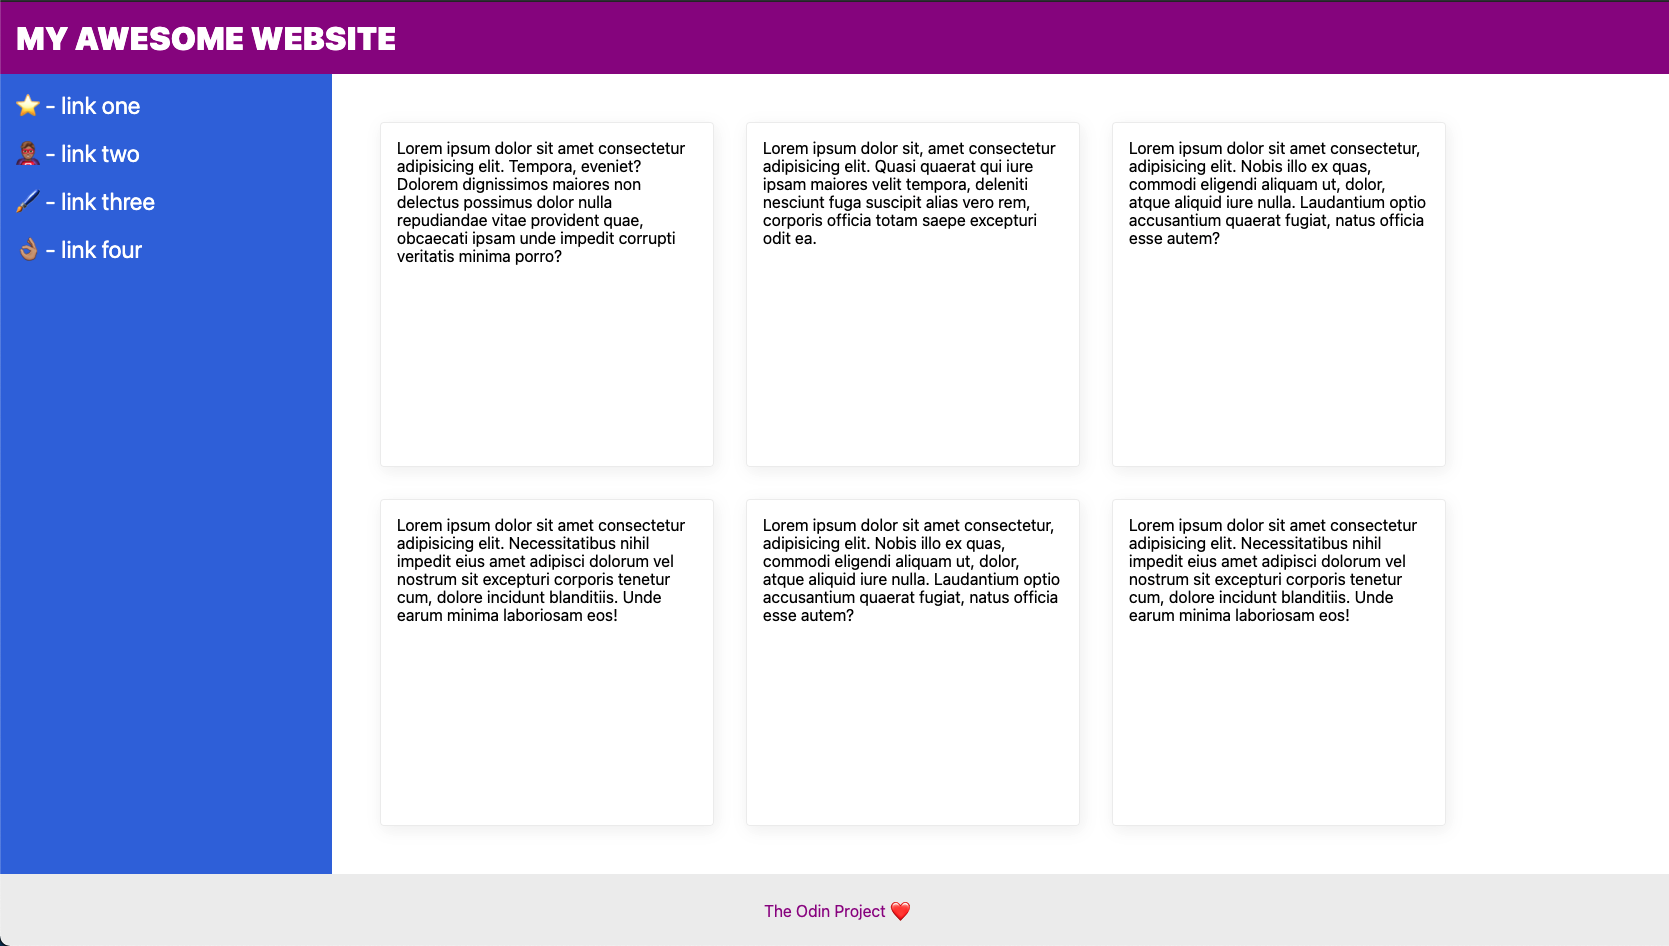 MY AWESOME WEBSITE
⭐ - link one
🦸🏽‍♀️ - link two
🖌️ - link three
👌🏽 - link four
Lorem ipsum dolor sit amet consectetur
adipisicing elit. Tempora, eveniet?
Dolorem dignissimos maiores non
delectus possimus dolor nulla
repudiandae vitae provident quae,
obcaecati ipsam unde impedit corrupti
veritatis minima porro?
Lorem ipsum dolor sit, amet consectetur
adipisicing elit. Quasi quaerat qui iure
ipsam maiores velit tempora, deleniti
nesciunt fuga suscipit alias vero rem,
corporis officia totam saepe excepturi
odit ea.
Lorem ipsum dolor sit amet consectetur,
adipisicing elit. Nobis illo ex quas,
commodi eligendi aliquam ut, dolor,
atque aliquid iure nulla. Laudantium optio
accusantium quaerat fugiat, natus officia
esse autem?
Lorem ipsum dolor sit amet consectetur
adipisicing elit. Necessitatibus nihil
impedit eius amet adipisci dolorum vel
nostrum sit excepturi corporis tenetur
cum, dolore incidunt blanditiis. Unde
earum minima laboriosam eos!
Lorem ipsum dolor sit amet consectetur,
adipisicing elit. Nobis illo ex quas,
commodi eligendi aliquam ut, dolor,
atque aliquid iure nulla. Laudantium optio
accusantium quaerat fugiat, natus officia
esse autem?
Lorem ipsum dolor sit amet consectetur
adipisicing elit. Necessitatibus nihil
impedit eius amet adipisci dolorum vel
nostrum sit excepturi corporis tenetur
cum, dolore incidunt blanditiis. Unde
earum minima laboriosam eos!
The Odin Project ❤️